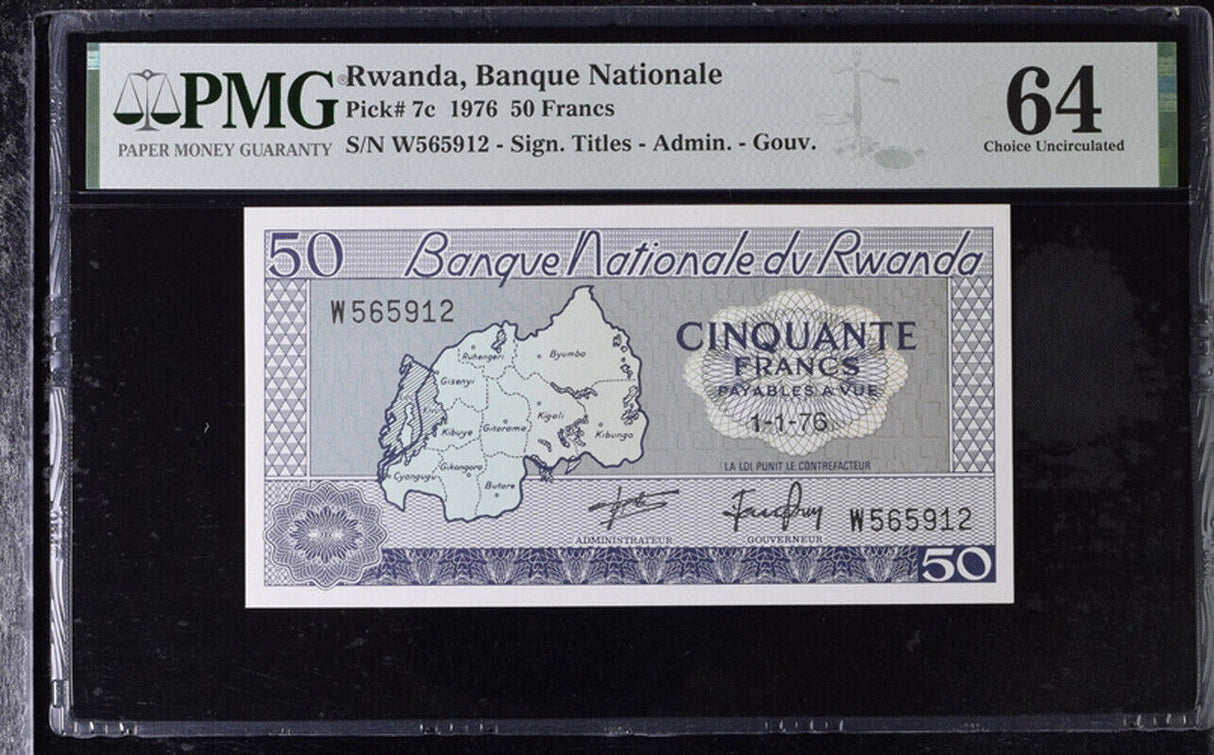 PMG®
PAPER MONEY GUARANTY
Rwanda, Banque Nationale
Pick# 7c 1976 50 Francs
S/N W565912 - Sign. Titles - Admin. - Gouv.
64
Choice Uncirculated
50 Banque Nationale du Rwanda
W565912
CINQUANTE
FRANCS
PAYABLES A VUE
1-1-76
LA LOI PUNIT LE CONTREFACTEUR
Ruhengeri
Byumba
Gisenyi
Kigali
Kibuye
Gitarama
Kibungo
Gikongoro
Cyangugu
Butare
ADMINISTRATEUR
GOUVERNEUR
W565912
50